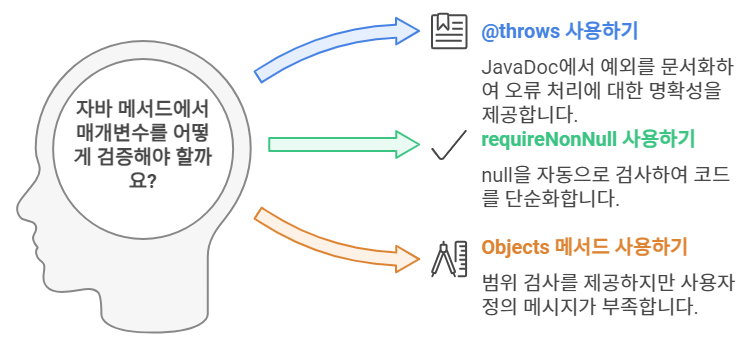 자바 메서드에서
매개변수를 어떻
게 검증해야 할까
요?
@throws 사용하기
JavaDoc에서 예외를 문서화하
여 오류 처리에 대한 명확성을
제공합니다.
requireNonNull 사용하기
null을 자동으로 검사하여 코드
를 단순화합니다.
Objects 메서드 사용하기
범위 검사를 제공하지만 사용자
정의 메시지가 부족합니다.